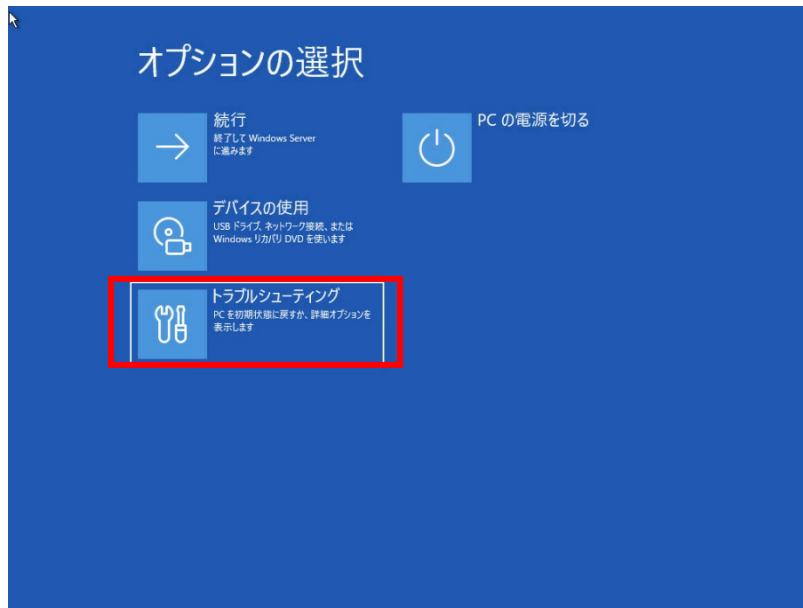 オプションの選択
続行
終了して Windows Server
に進みます
PC の電源を切る
デバイスの使用
USB ドライブ、ネットワーク接続、または
Windows リカバリ DVD を使います
トラブルシューティング
PC を初期状態に戻すか、詳細オプションを
表示します